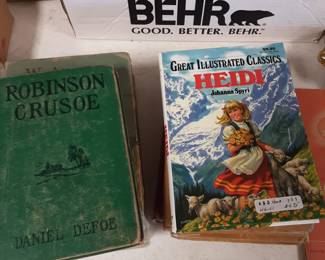 BEHR
GOOD. BETTER. BEHR.
ROBINSON
CRUSOE
DANIEL DEFOE
GREAT ILLUSTRATED CLASSICS
HEIDI
Johanna Spyri